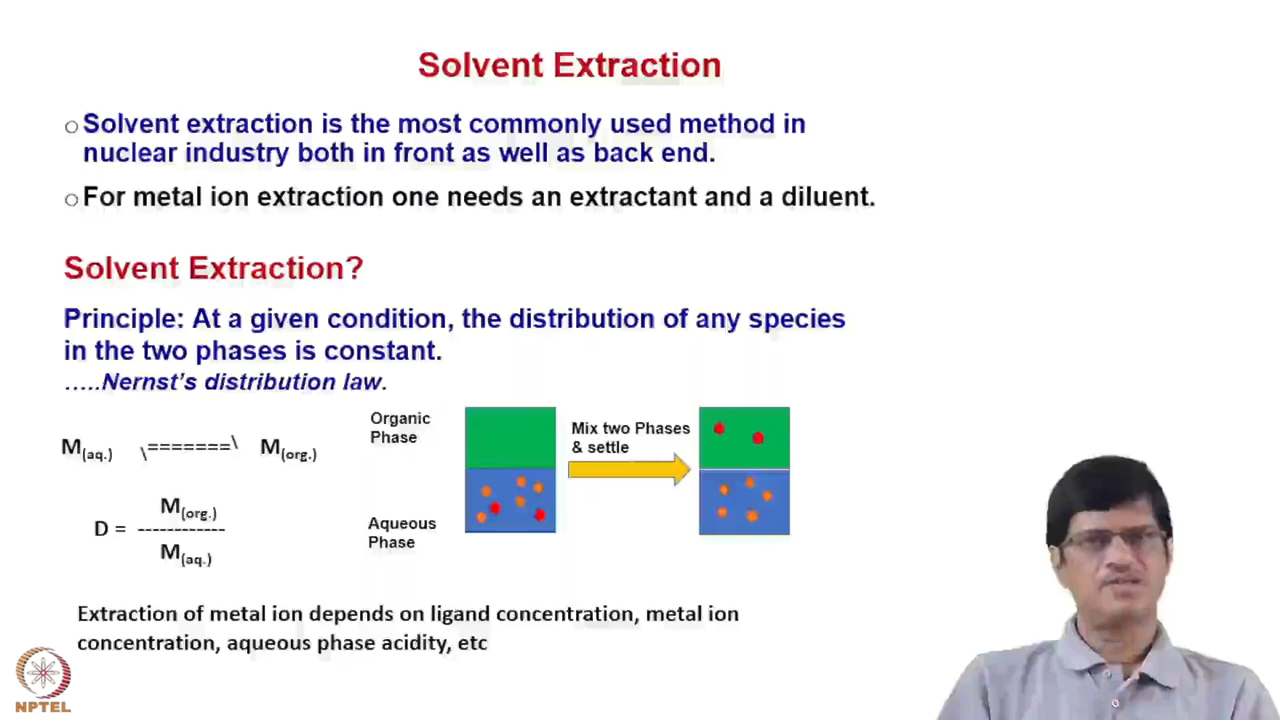 Solvent Extraction
○ Solvent extraction is the most commonly used method in
nuclear industry both in front as well as back end.
○ For metal ion extraction one needs an extractant and a diluent.
Solvent Extraction?
Principle: At a given condition, the distribution of any species
in the two phases is constant.
.....Nernst's distribution law.
M(aq.) \=======\ M(org.)
D = M(org.)
------------
M(aq.)
Organic
Phase
Mix two Phases
& settle
Aqueous
Phase
Extraction of metal ion depends on ligand concentration, metal ion
concentration, aqueous phase acidity, etc
NPTEL